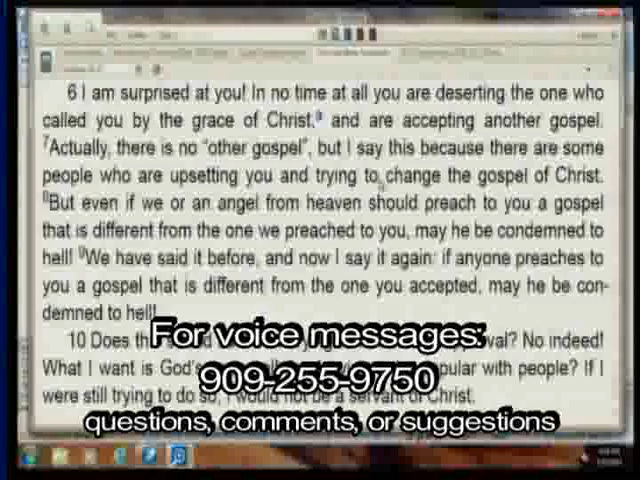 6 I am surprised at you! In no time at all you are deserting the one who
called you by the grace of Christ, and are accepting another gospel.
7Actually, there is no "other gospel", but I say this because there are some
people who are upsetting you and trying to change the gospel of Christ.
8But even if we or an angel from heaven should preach to you a gospel
that is different from the one we preached to you, may he be condemned to
hell! 9We have said it before, and now I say it again: if anyone preaches to
you a gospel that is different from the one you accepted, may he be con-
demned to hell!
10 Does No indeed!
For voice messages:
What I want is God's with people? If I
909-255-9750
were still trying to do so, I would not be a servant of Christ.
questions, comments, or suggestions